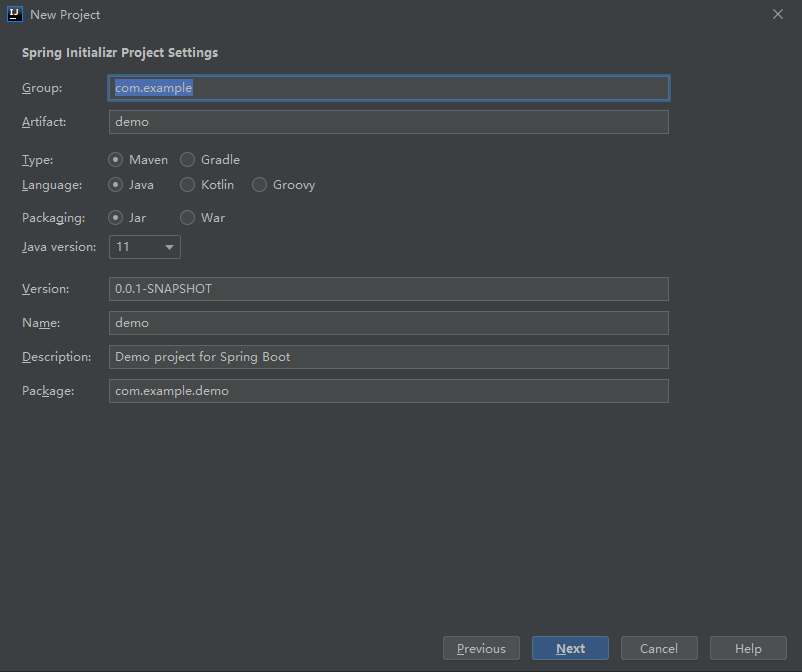 IJ New Project
Spring Initializr Project Settings
Group: com.example
Artifact: demo
Type: Maven Gradle
Language: Java Kotlin Groovy
Packaging: Jar War
Java version: 11
Version: 0.0.1-SNAPSHOT
Name: demo
Description: Demo project for Spring Boot
Package: com.example.demo
Previous Next Cancel Help